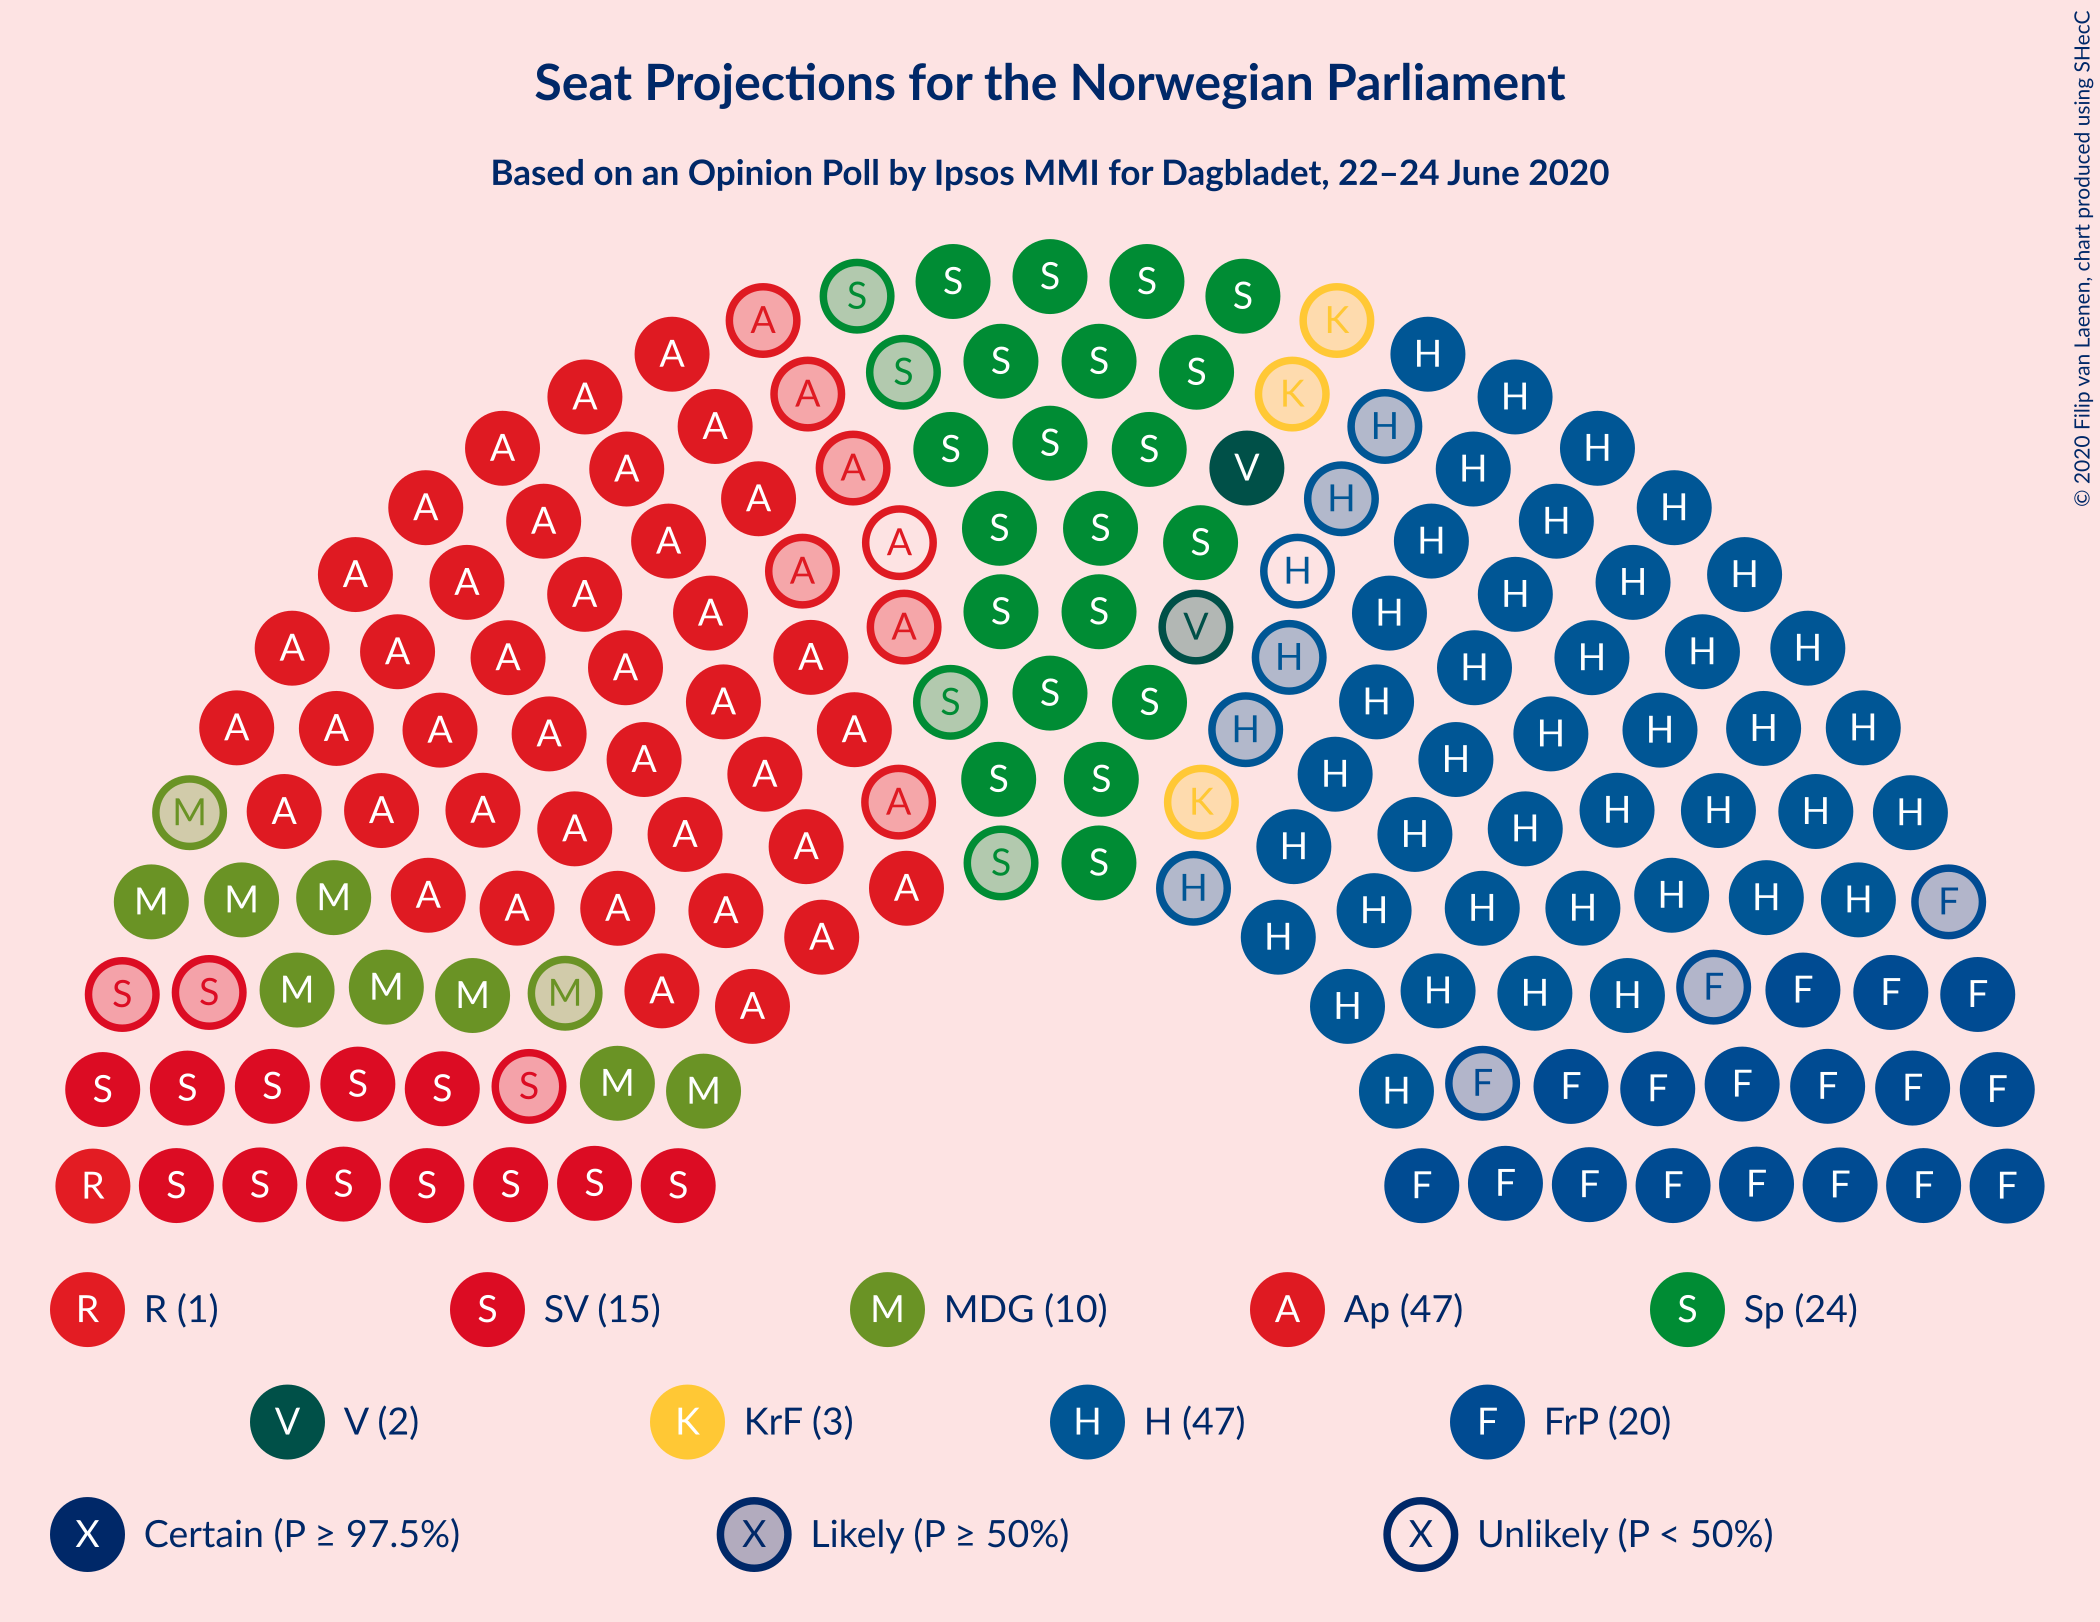 © 2020 Filip van Laenen, chart produced using SHecC
Seat Projections for the Norwegian Parliament
Based on an Opinion Poll by Ipsos MMI for Dagbladet, 22–24 June 2020
S S S S S
A K
A S S S S H
A A K H
A A A A S S S V H H H
A A A H H H
A A S S S H
A A A A H H H H
A A S S V H
A A A A A H H H H H
A S S S H
A A A A A H H H H H
A A S S H H
M A A A A A A K H H H H H H
A S S H
M M M A A A A A A H H H H H H H H F
S S M M M M A A H H H H F F F F
S S S S S S M M H F F F F F F F
R S S S S S S S F F F F F F F F
R R (1) S SV (15) M MDG (10) A Ap (47) S Sp (24)
V V (2) K KrF (3) H H (47) F FrP (20)
X Certain (P ≥ 97.5%) X Likely (P ≥ 50%) X Unlikely (P < 50%)